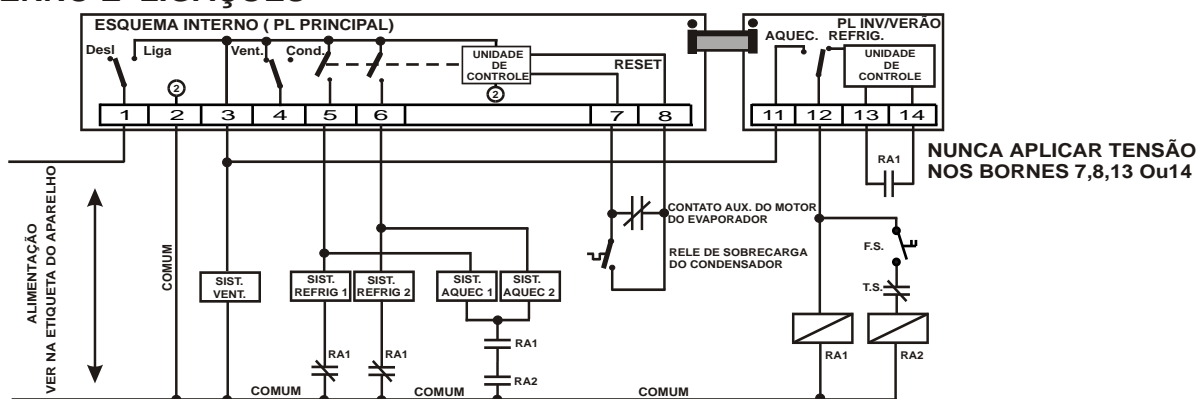 ESQUEMA INTERNO ( PL PRINCIPAL)
Desl
Liga
Vent.
Cond.
UNIDADE
DE
CONTROLE
RESET
2
2
1 2 3 4 5 6 7 8
PL INV/VERÃO
AQUEC. REFRIG.
UNIDADE
DE
CONTROLE
11 12 13 14
RA1
NUNCA APLICAR TENSÃO
NOS BORNES 7,8,13 Ou14
ALIMENTAÇÃO
VER NA ETIQUETA DO APARELHO
COMUM
SIST.
VENT.
SIST.
REFRIG 1
SIST.
REFRIG 2
SIST.
AQUEC 1
SIST.
AQUEC 2
CONTATO AUX. DO MOTOR
DO EVAPORADOR
RELE DE SOBRECARGA
DO CONDENSADOR
F.S.
T.S.
RA1
RA1
RA1
RA2
RA1
RA2
COMUM
COMUM
COMUM